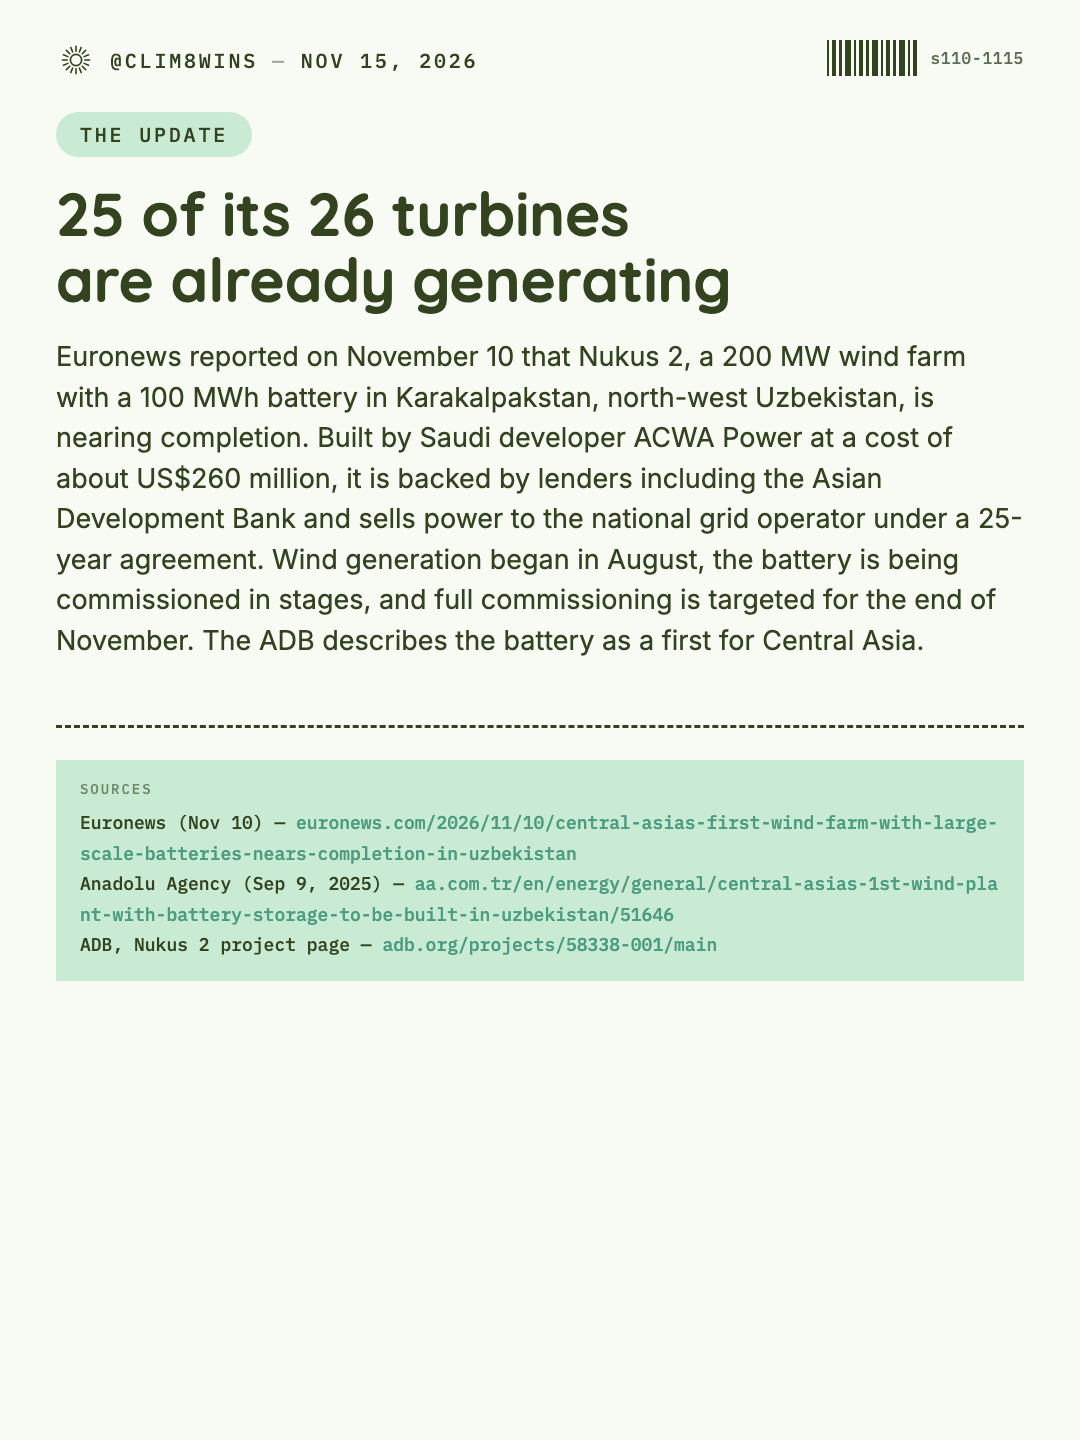 @CLIM8WINS — NOV 15, 2026
s110-1115
THE UPDATE
25 of its 26 turbines
are already generating
Euronews reported on November 10 that Nukus 2, a 200 MW wind farm
with a 100 MWh battery in Karakalpakstan, north-west Uzbekistan, is
nearing completion. Built by Saudi developer ACWA Power at a cost of
about US$260 million, it is backed by lenders including the Asian
Development Bank and sells power to the national grid operator under a 25-
year agreement. Wind generation began in August, the battery is being
commissioned in stages, and full commissioning is targeted for the end of
November. The ADB describes the battery as a first for Central Asia.
SOURCES
Euronews (Nov 10) — euronews.com/2026/11/10/central-asias-first-wind-farm-with-large-
scale-batteries-nears-completion-in-uzbekistan
Anadolu Agency (Sep 9, 2025) — aa.com.tr/en/energy/general/central-asias-1st-wind-pla
nt-with-battery-storage-to-be-built-in-uzbekistan/51646
ADB, Nukus 2 project page — adb.org/projects/58338-001/main